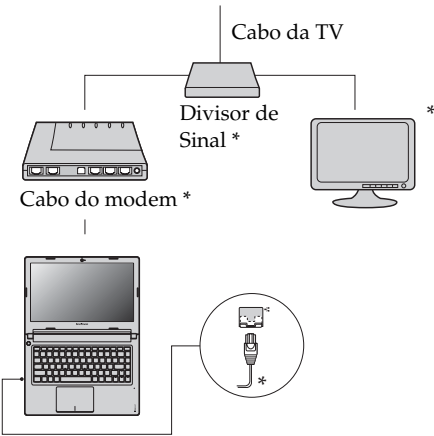 Cabo da TV
Divisor de
Sinal *
*
Cabo do modem *
*